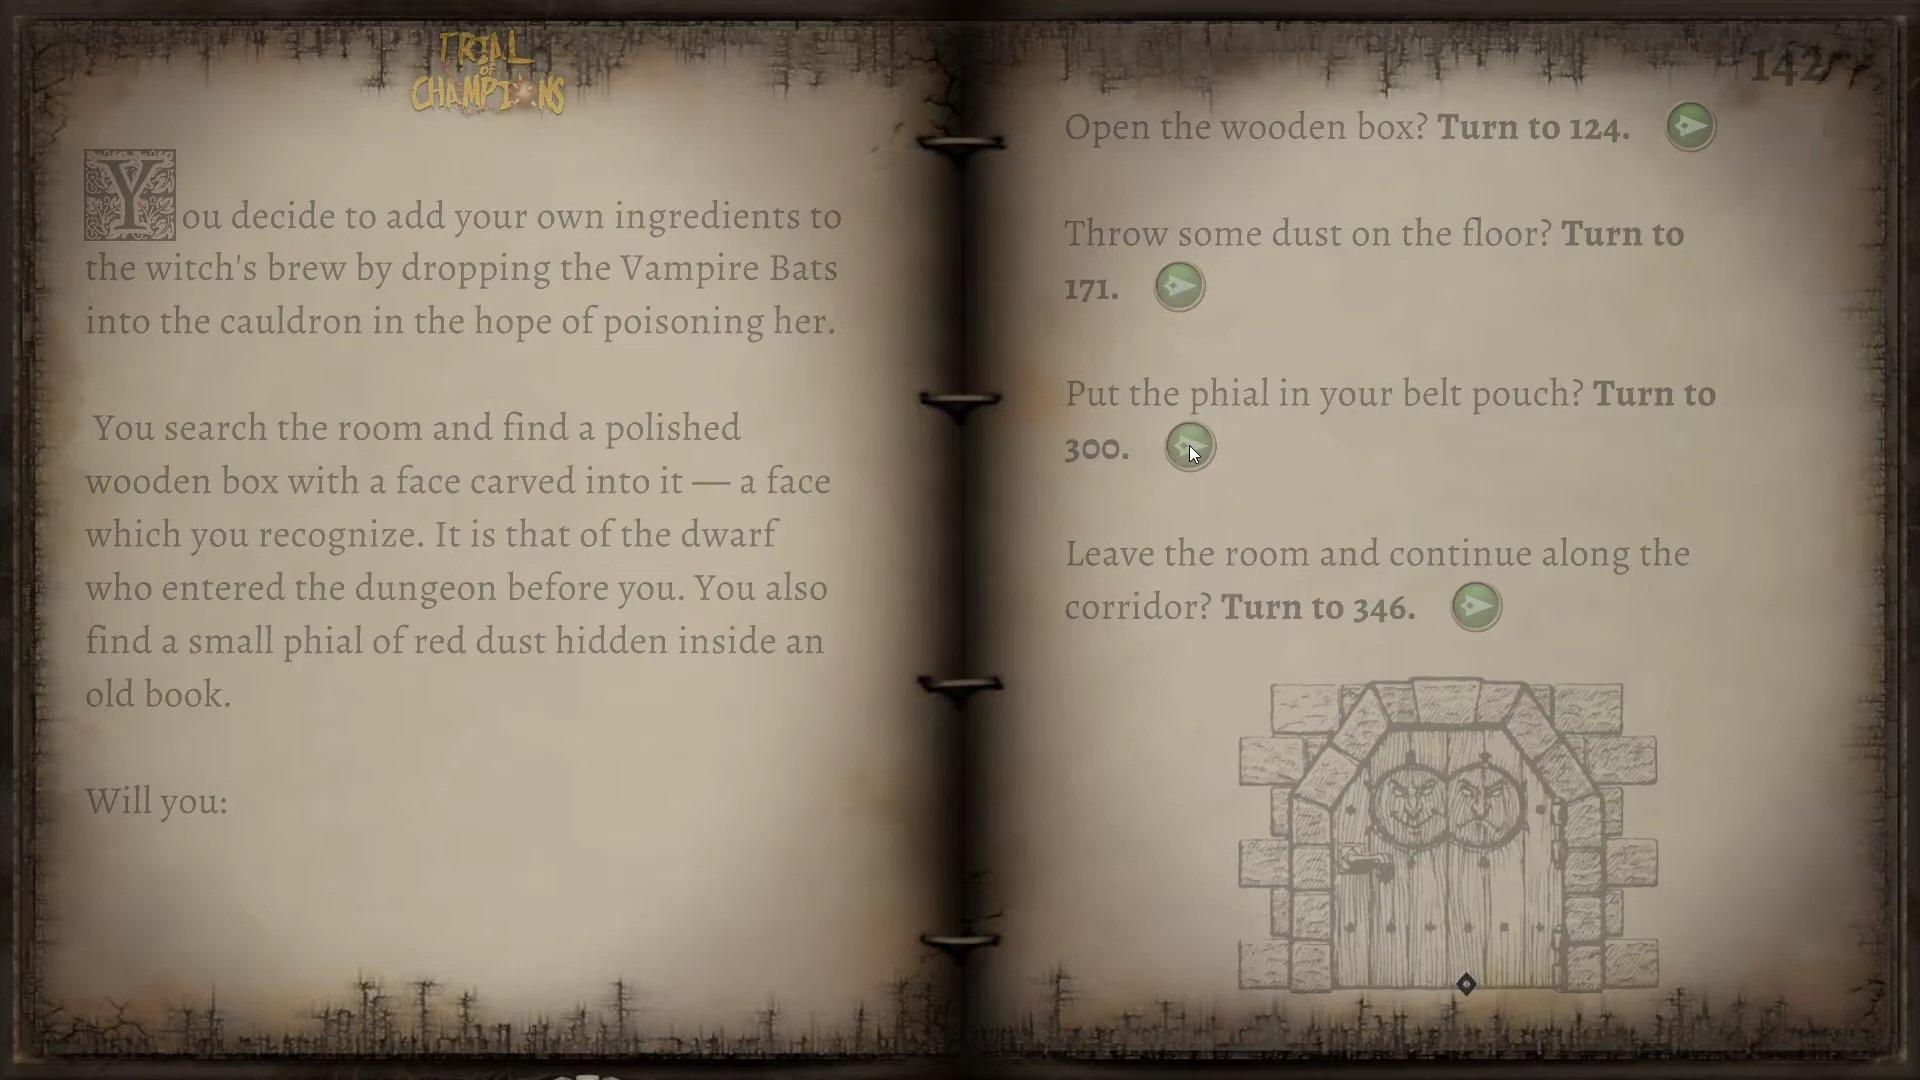 TRIAL
OF
CHAMPIONS
142
You decide to add your own ingredients to
the witch's brew by dropping the Vampire Bats
into the cauldron in the hope of poisoning her.
You search the room and find a polished
wooden box with a face carved into it — a face
which you recognize. It is that of the dwarf
who entered the dungeon before you. You also
find a small phial of red dust hidden inside an
old book.
Will you:
Open the wooden box? Turn to 124.
Throw some dust on the floor? Turn to
171.
Put the phial in your belt pouch? Turn to
300.
Leave the room and continue along the
corridor? Turn to 346.